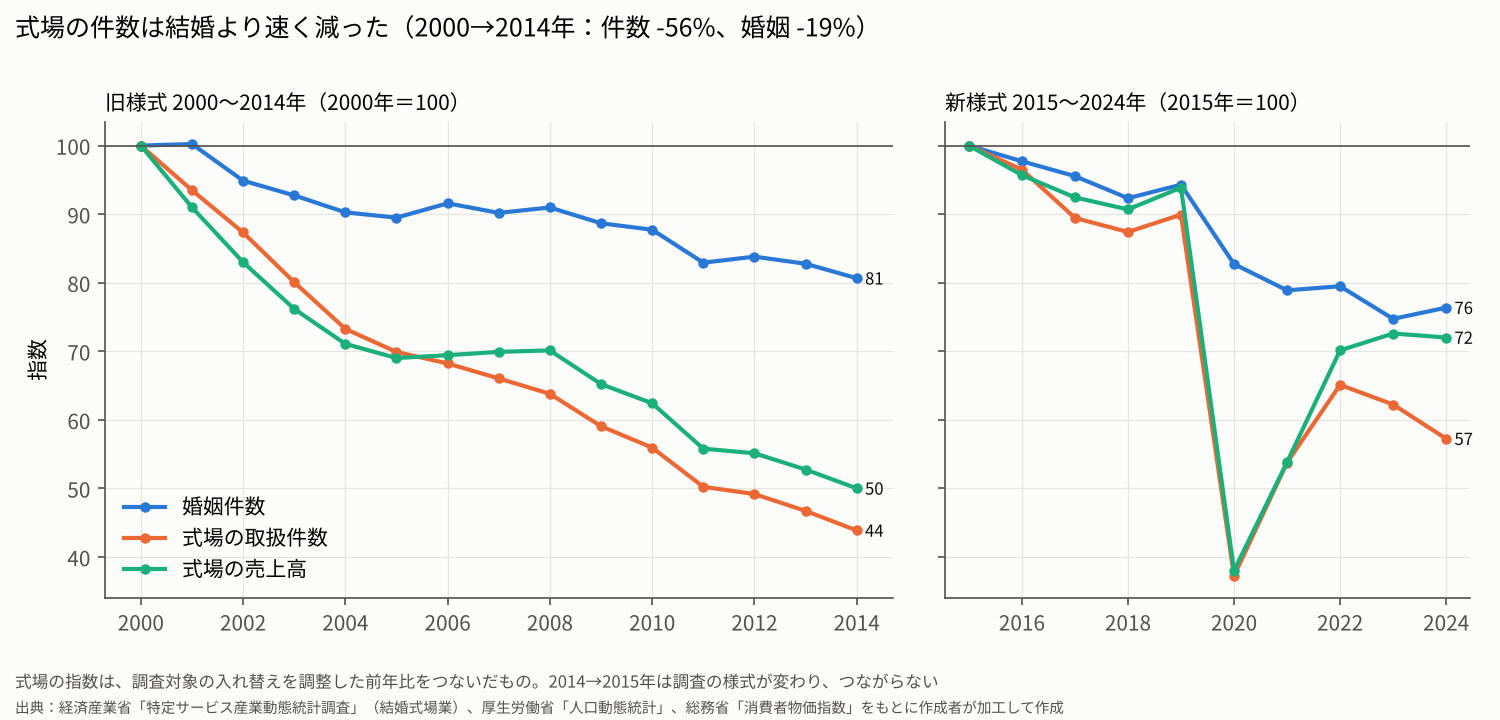 式場の件数は結婚より速く減った（2000→2014年：件数 -56%、婚姻 -19%）
旧様式 2000～2014年（2000年＝100）
指数
100
90
80
70
60
50
40
81
50
44
婚姻件数
式場の取扱件数
式場の売上高
2000 2002 2004 2006 2008 2010 2012 2014
新様式 2015～2024年（2015年＝100）
76
72
57
2016 2018 2020 2022 2024
式場の指数は、調査対象の入れ替えを調整した前年比をつないだもの。2014→2015年は調査の様式が変わり、つながらない
出典：経済産業省「特定サービス産業動態統計調査」（結婚式場業）、厚生労働省「人口動態統計」、総務省「消費者物価指数」をもとに作成者が加工して作成